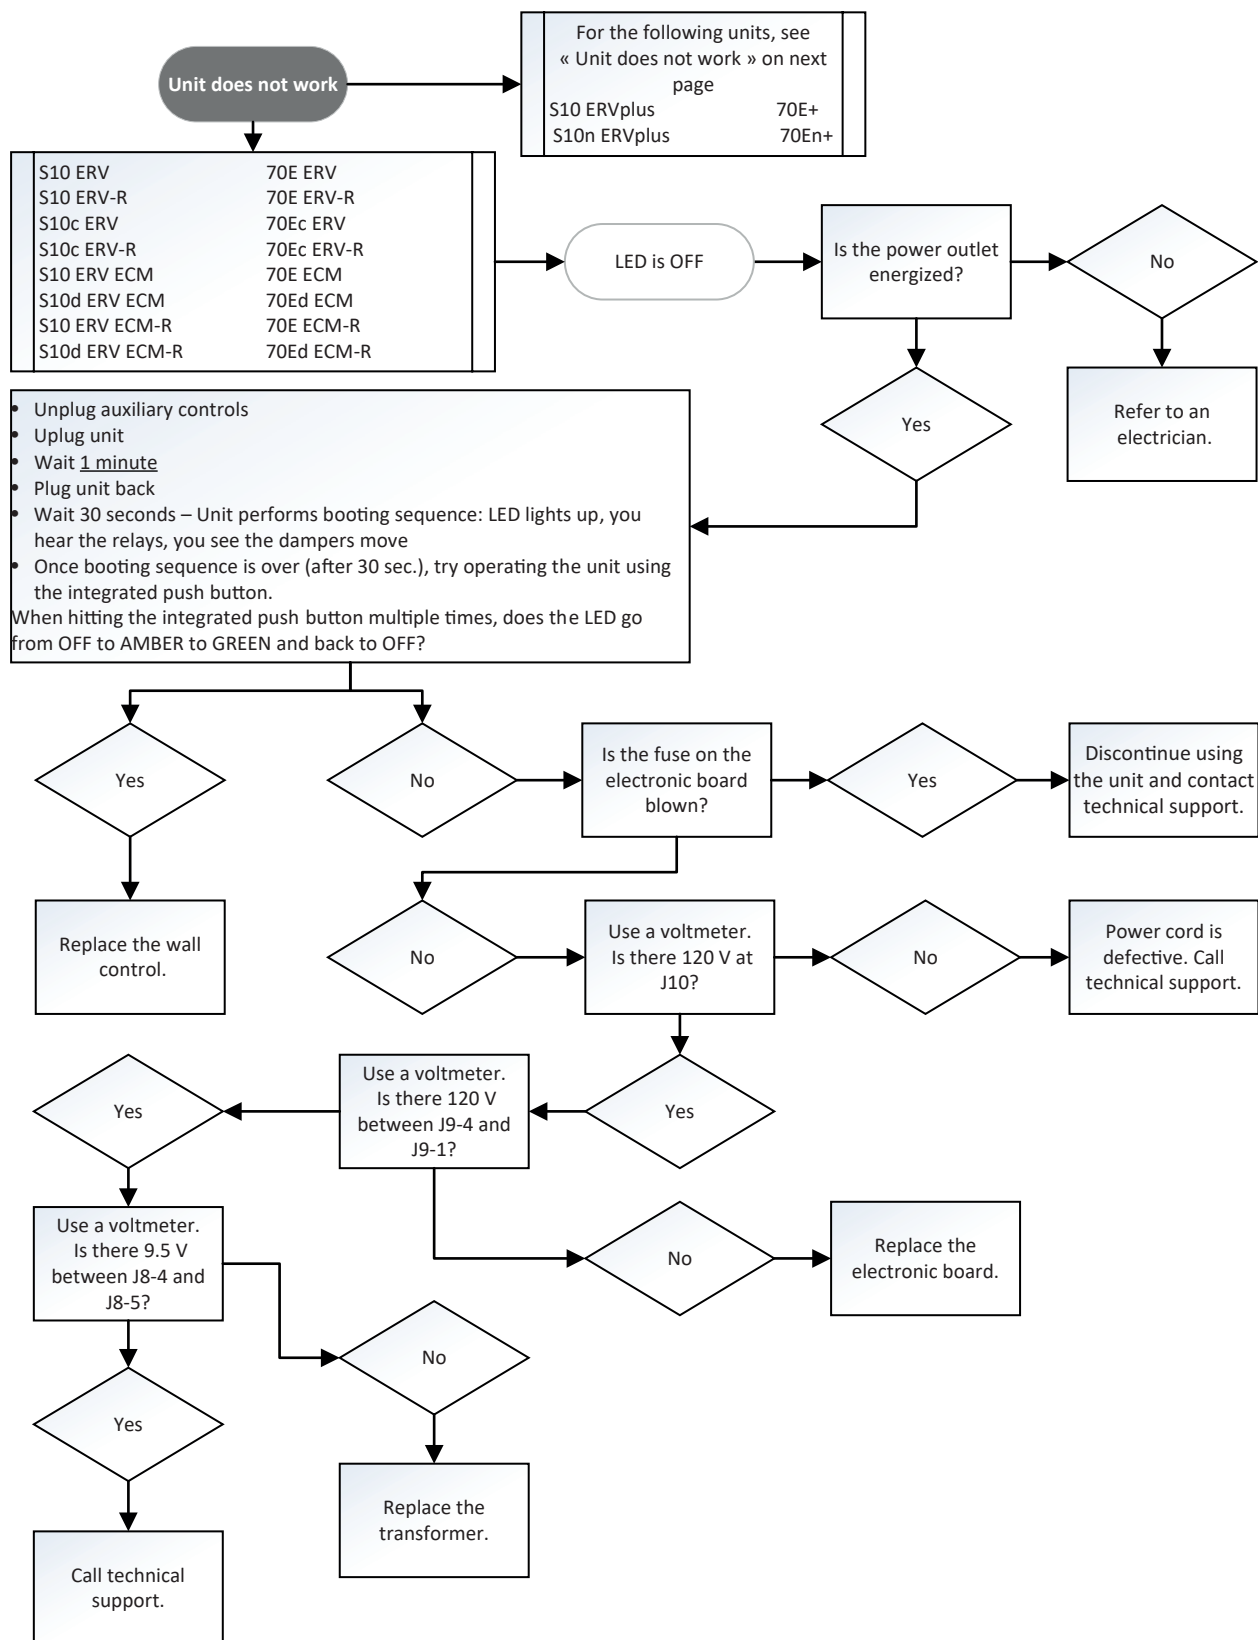 Unit does not work
For the following units, see
« Unit does not work » on next
page
S10 ERVplus 70E+
S10n ERVplus 70En+
S10 ERV 70E ERV
S10 ERV-R 70E ERV-R
S10c ERV 70Ec ERV
S10c ERV-R 70Ec ERV-R
S10 ERV ECM 70E ECM
S10d ERV ECM 70Ed ECM
S10 ERV ECM-R 70E ECM-R
S10d ERV ECM-R 70Ed ECM-R
LED is OFF
Is the power outlet
energized?
No
Yes
Refer to an
electrician.
• Unplug auxiliary controls
• Uplug unit
• Wait 1 minute
• Plug unit back
• Wait 30 seconds – Unit performs booting sequence: LED lights up, you
hear the relays, you see the dampers move
• Once booting sequence is over (after 30 sec.), try operating the unit using
the integrated push button.
When hitting the integrated push button multiple times, does the LED go
from OFF to AMBER to GREEN and back to OFF?
Yes
No
Is the fuse on the
electronic board
blown?
Yes
Discontinue using
the unit and contact
technical support.
Replace the wall
control.
No
Use a voltmeter.
Is there 120 V at
J10?
No
Power cord is
defective. Call
technical support.
Yes
Use a voltmeter.
Is there 120 V
between J9-4 and
J9-1?
Yes
Use a voltmeter.
Is there 9.5 V
between J8-4 and
J8-5?
No
Replace the
electronic board.
No
Yes
Replace the
transformer.
Call technical
support.